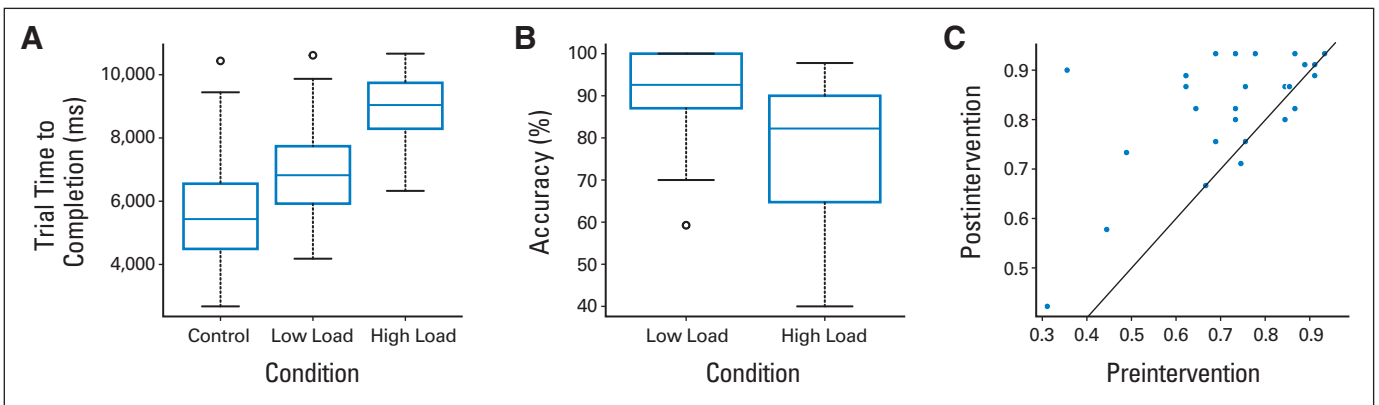 A
Trial Time to
Completion (ms)
10,000
8,000
6,000
4,000
Control Low Load High Load
Condition
B
Accuracy (%)
100
90
80
70
60
50
40
Low Load High Load
Condition
C
Postintervention
0.9
0.8
0.7
0.6
0.5
0.3 0.4 0.5 0.6 0.7 0.8 0.9
Preintervention